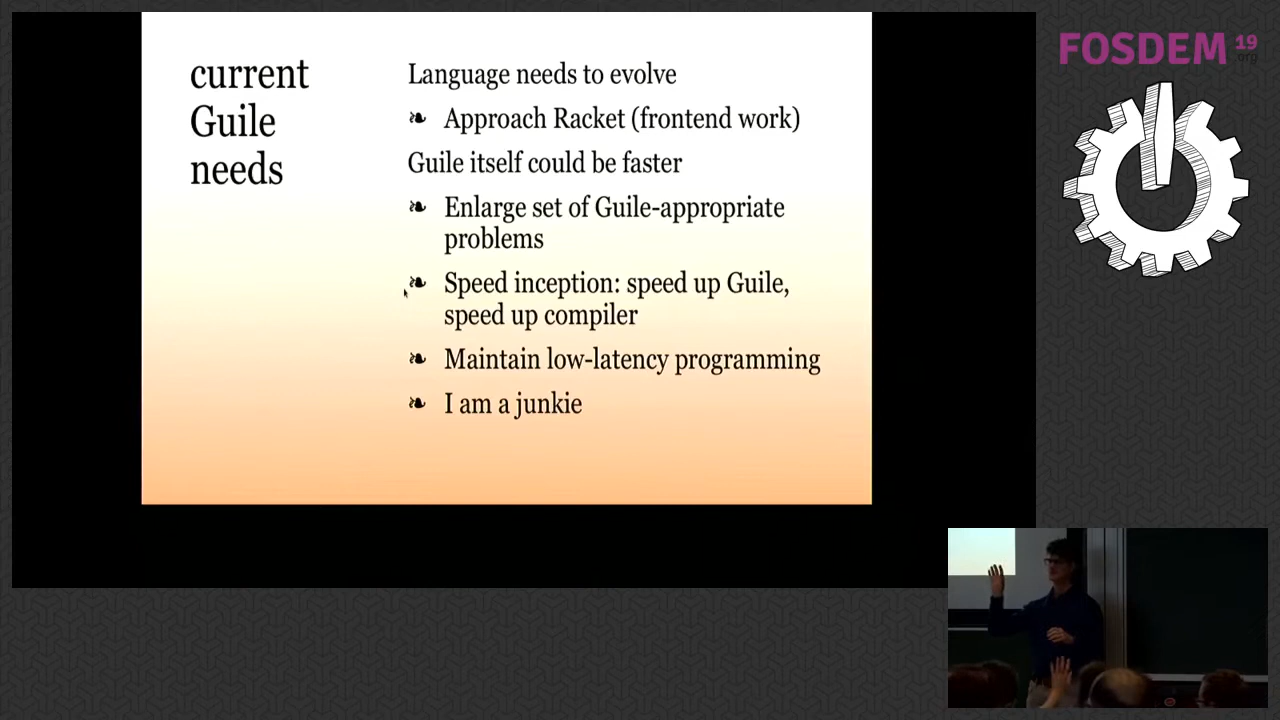 current
Guile
needs
Language needs to evolve
❧ Approach Racket (frontend work)
Guile itself could be faster
❧ Enlarge set of Guile-appropriate
problems
❧ Speed inception: speed up Guile,
speed up compiler
❧ Maintain low-latency programming
❧ I am a junkie
FOSDEM 19
.org